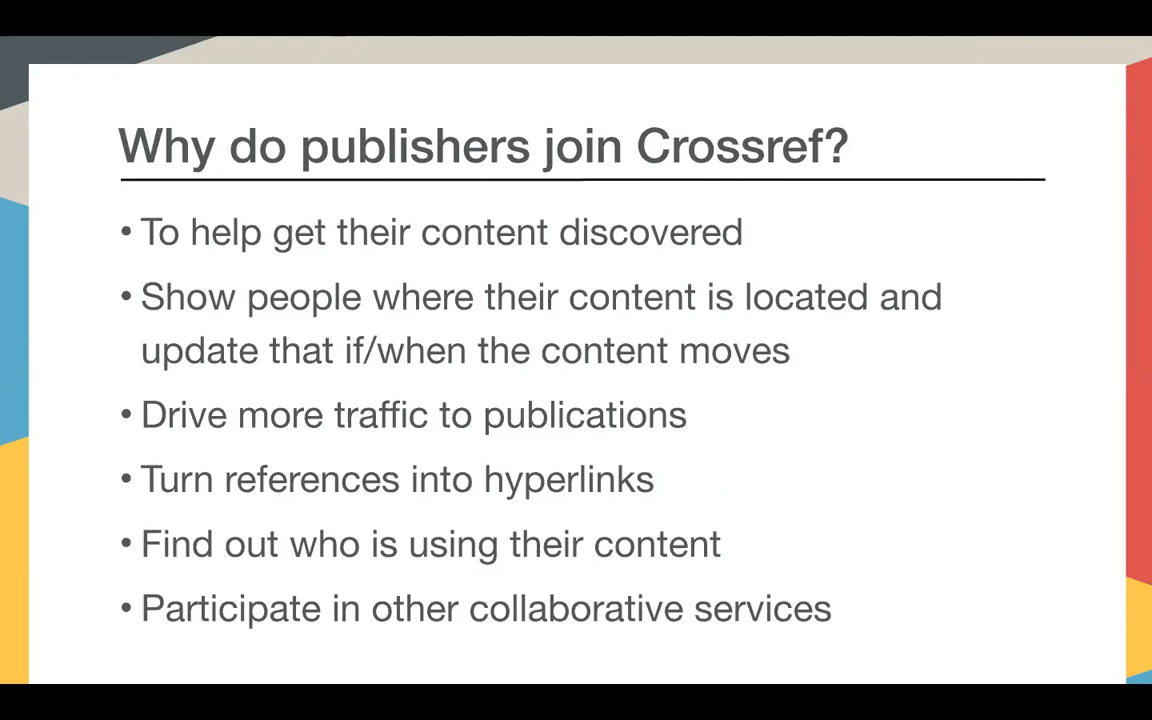 Why do publishers join Crossref?
• To help get their content discovered
• Show people where their content is located and
update that if/when the content moves
• Drive more traffic to publications
• Turn references into hyperlinks
• Find out who is using their content
• Participate in other collaborative services